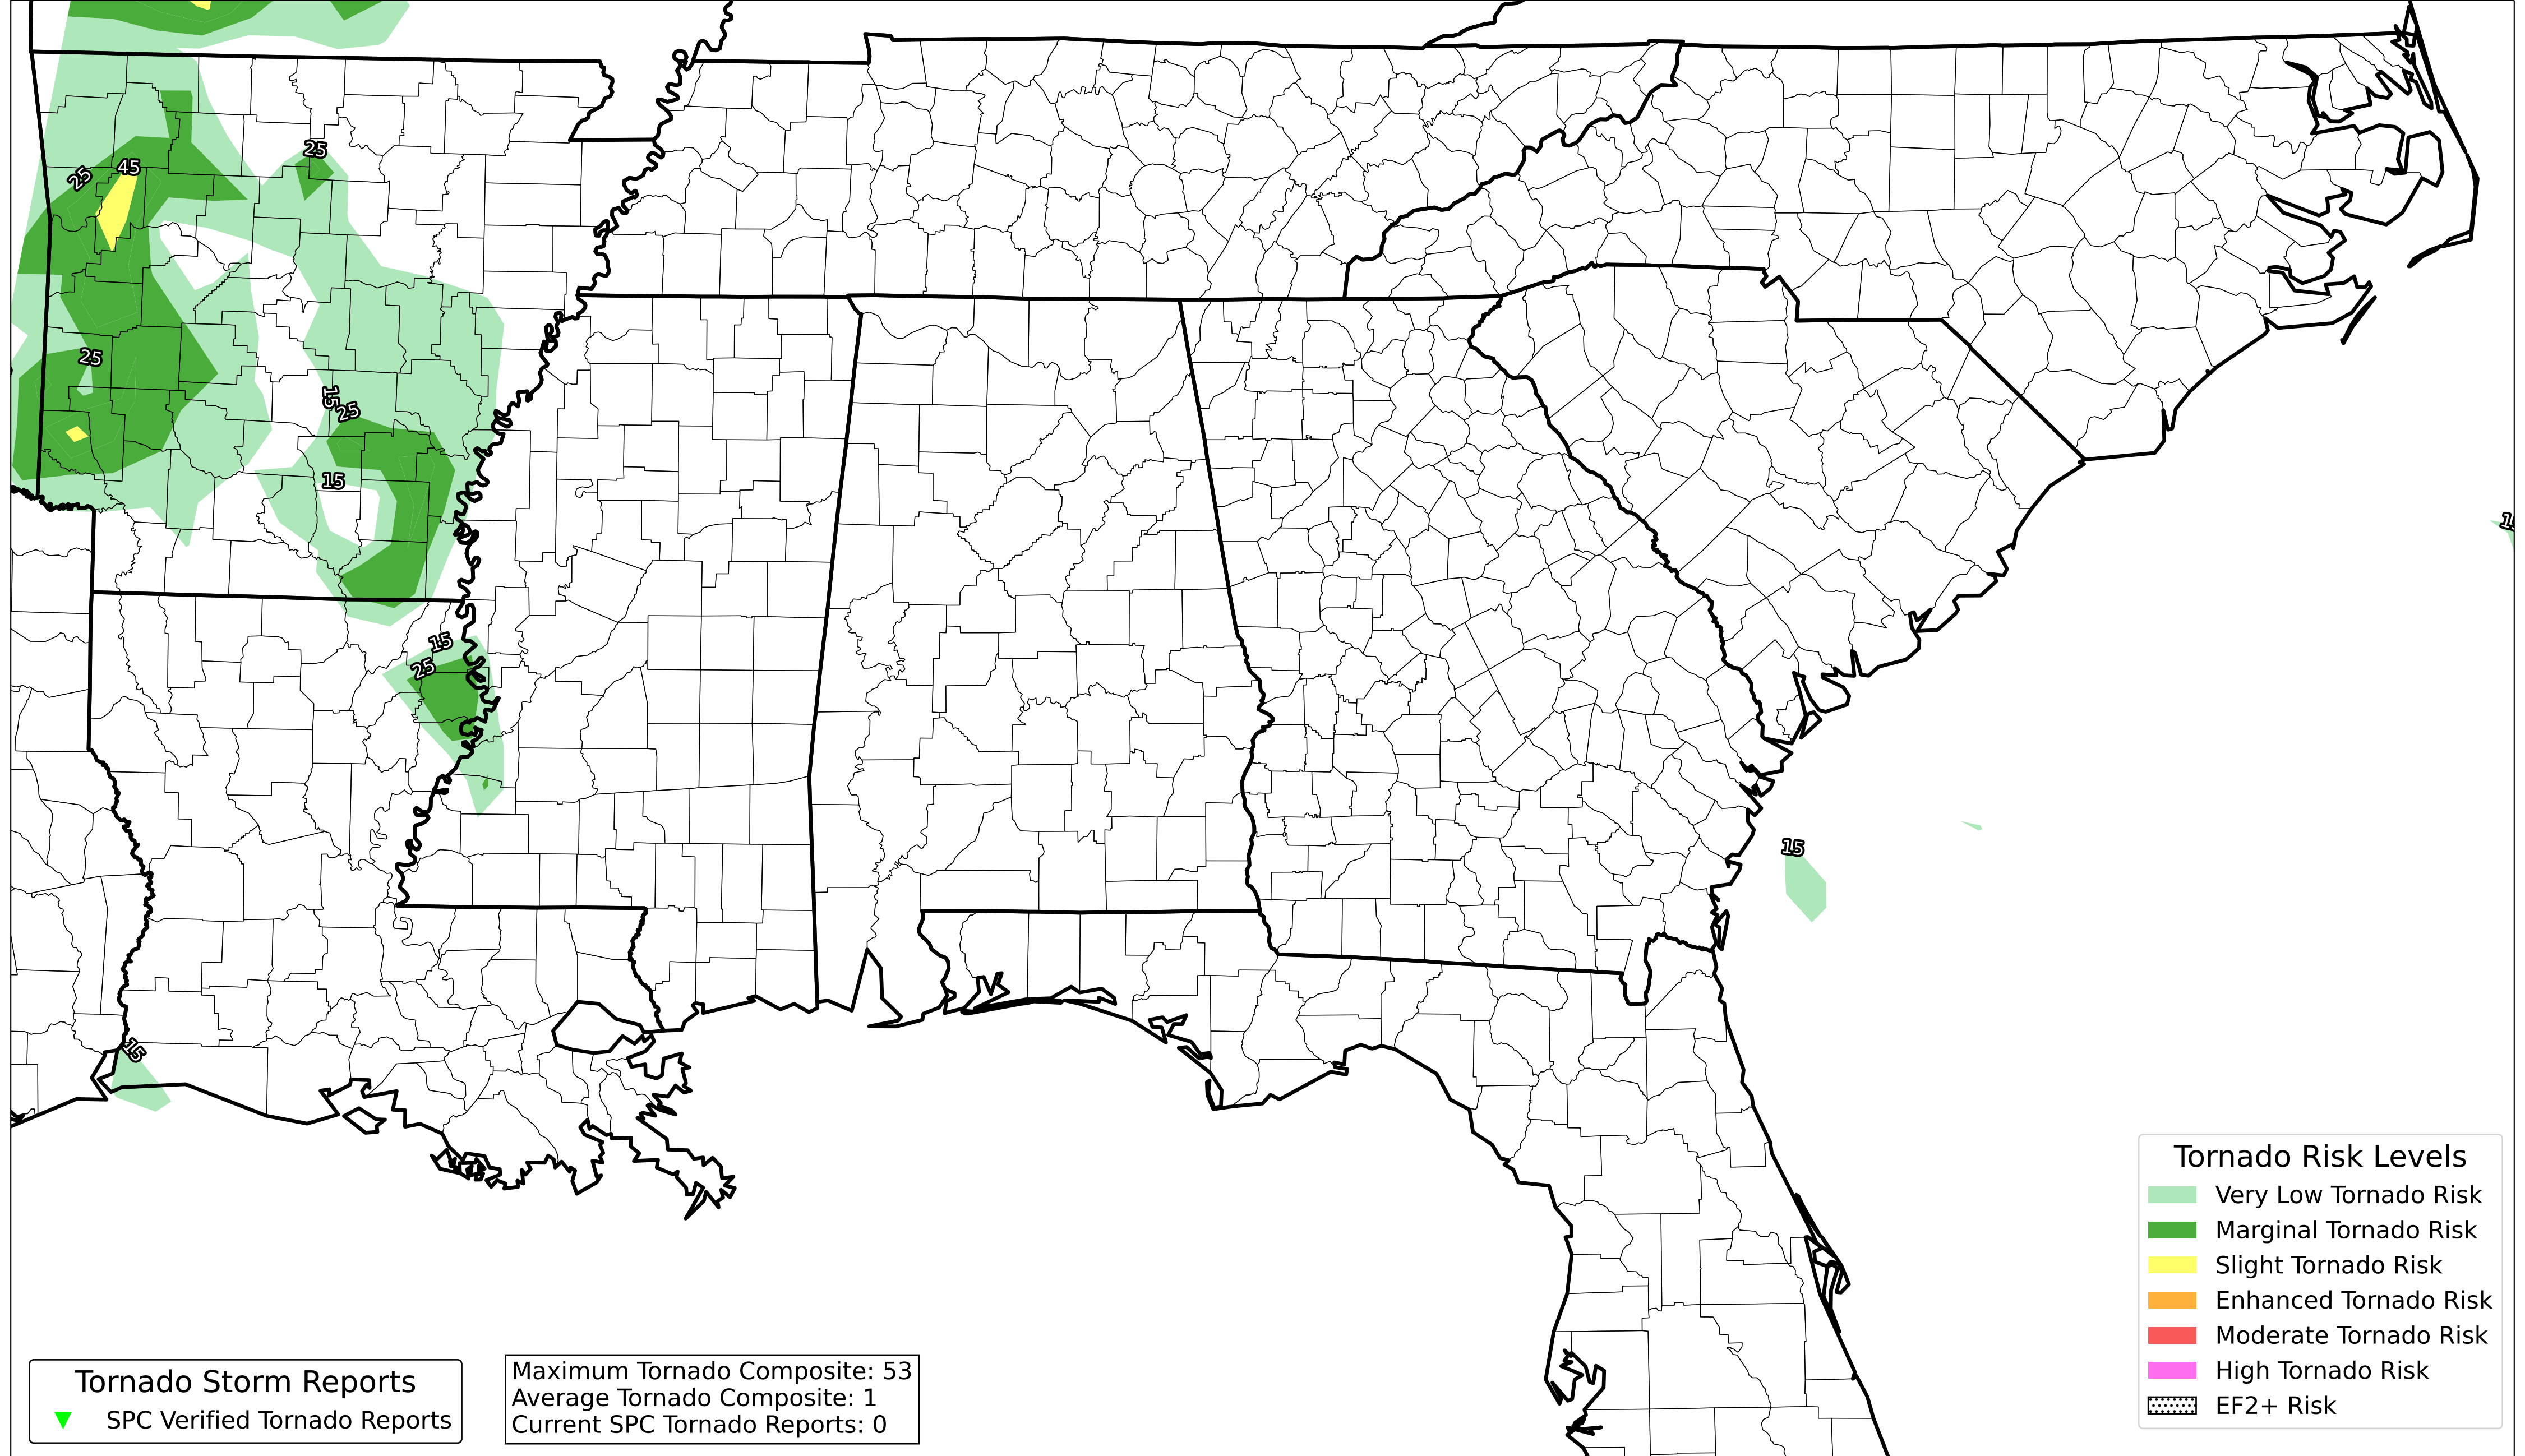 25
45
25
25
15
25
15
15
25
15
15
Tornado Risk Levels
Very Low Tornado Risk
Marginal Tornado Risk
Slight Tornado Risk
Enhanced Tornado Risk
Moderate Tornado Risk
High Tornado Risk
EF2+ Risk
Tornado Storm Reports
SPC Verified Tornado Reports
Maximum Tornado Composite: 53
Average Tornado Composite: 1
Current SPC Tornado Reports: 0